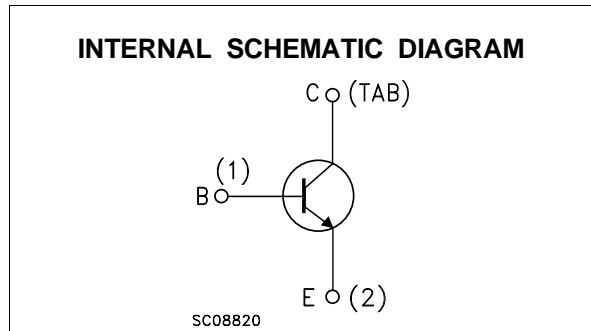 INTERNAL SCHEMATIC DIAGRAM
C (TAB)
(1)
B
E (2)
SC08820